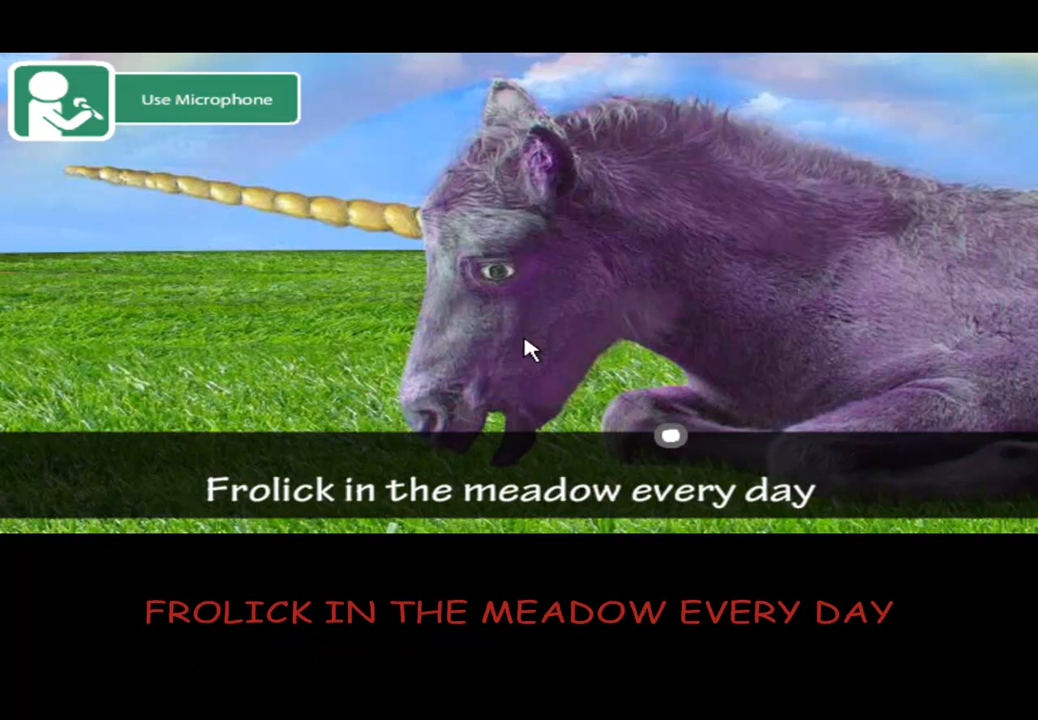 Use Microphone
Frolick in the meadow every day
FROLICK IN THE MEADOW EVERY DAY